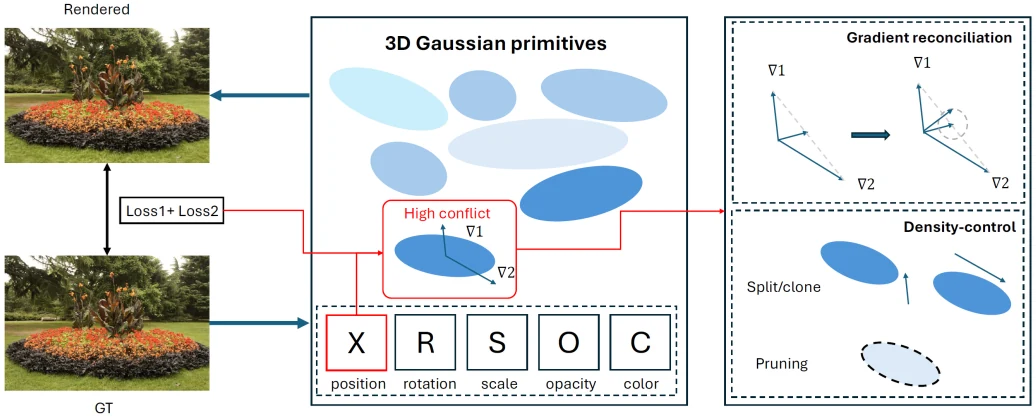 Rendered
Loss1+ Loss2
GT
3D Gaussian primitives
High conflict
∇1
∇2
X
R
S
O
C
position
rotation
scale
opacity
color
Gradient reconciliation
∇1
∇2
∇1
∇2
Density-control
Split/clone
Pruning